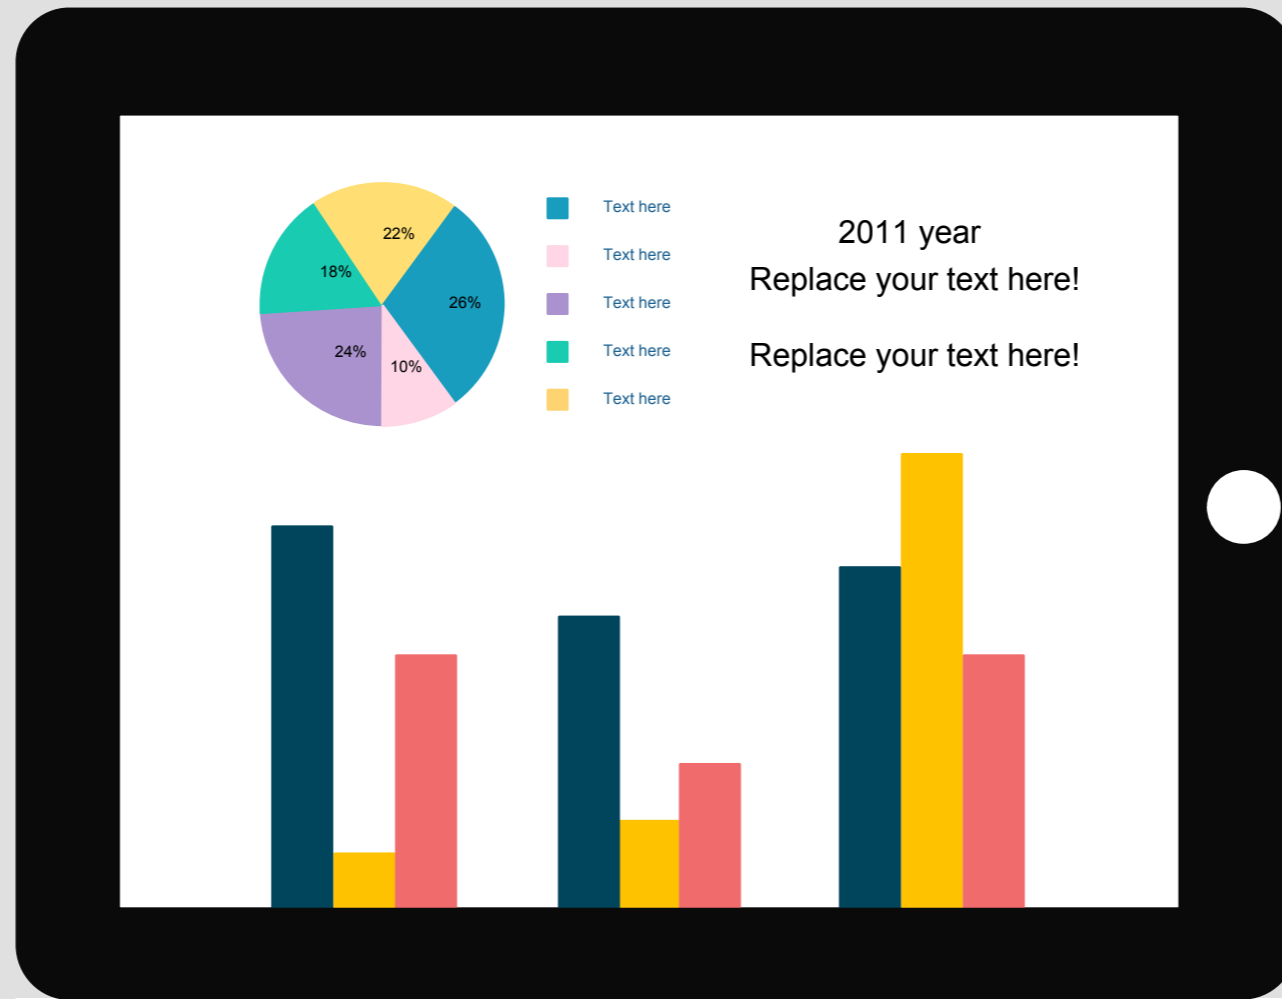 22%
18%
26%
24%
10%
Text here
Text here
Text here
Text here
Text here
2011 year
Replace your text here!
Replace your text here!